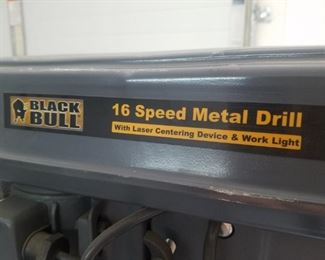 BLACK
BULL
16 Speed Metal Drill
With Laser Centering Device & Work Light